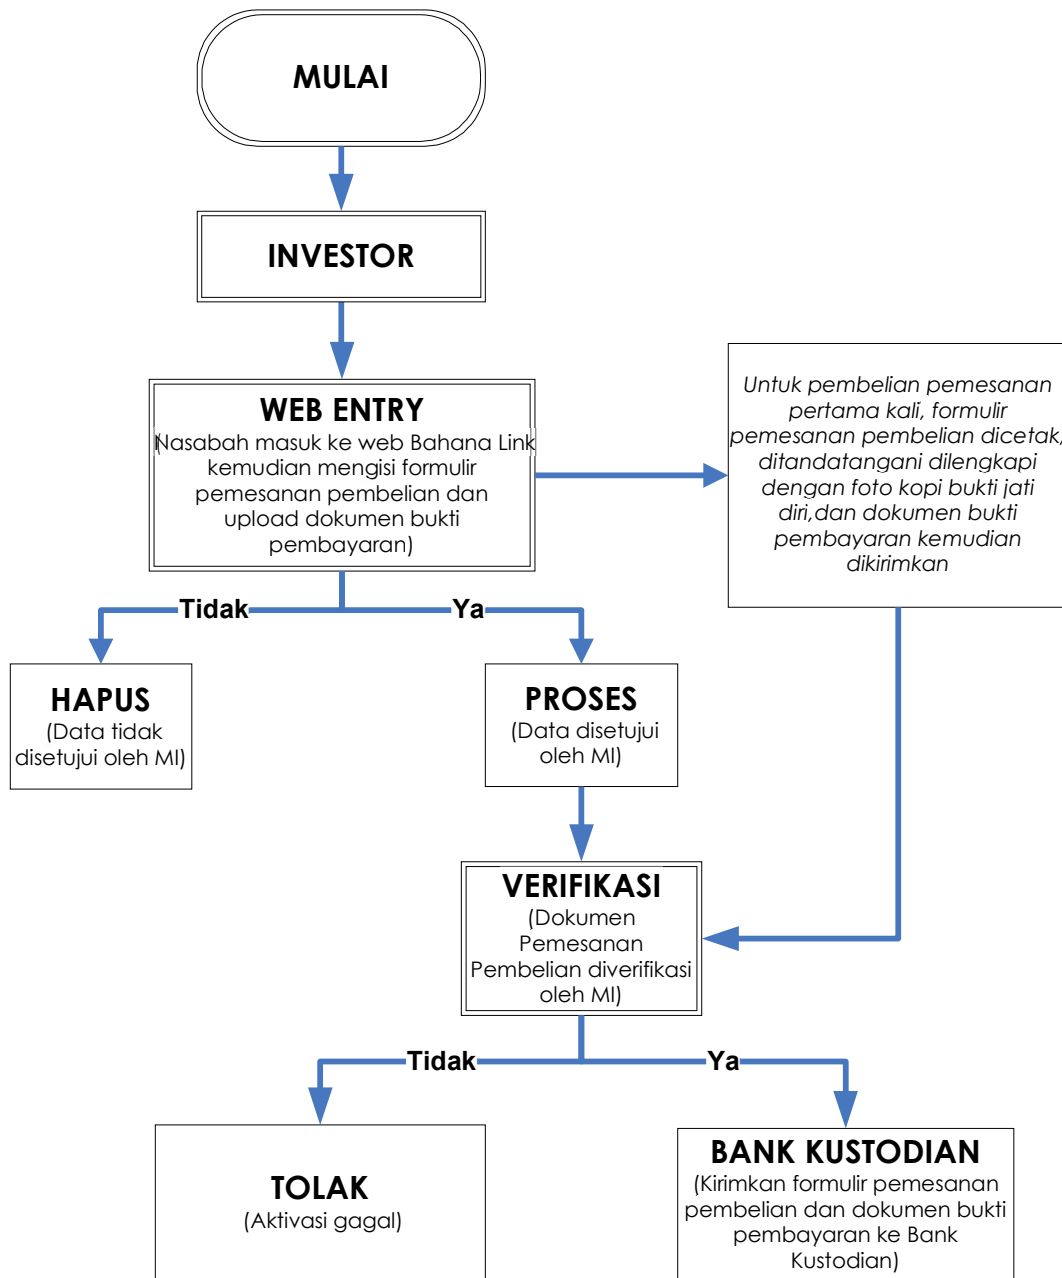 MULAI
INVESTOR
WEB ENTRY
(Nasabah masuk ke web Bahana Link
kemudian mengisi formulir
pemesanan pembelian dan
upload dokumen bukti
pembayaran)
Untuk pembelian pemesanan
pertama kali, formulir
pemesanan pembelian dicetak,
ditandatangani dilengkapi
dengan foto kopi bukti jati
diri,dan dokumen bukti
pembayaran kemudian
dikirimkan
Tidak
Ya
HAPUS
(Data tidak
disetujui oleh MI)
PROSES
(Data disetujui
oleh MI)
VERIFIKASI
(Dokumen
Pemesanan
Pembelian diverifikasi
oleh MI)
Tidak
Ya
TOLAK
(Aktivasi gagal)
BANK KUSTODIAN
(Kirimkan formulir pemesanan
pembelian dan dokumen bukti
pembayaran ke Bank
Kustodian)